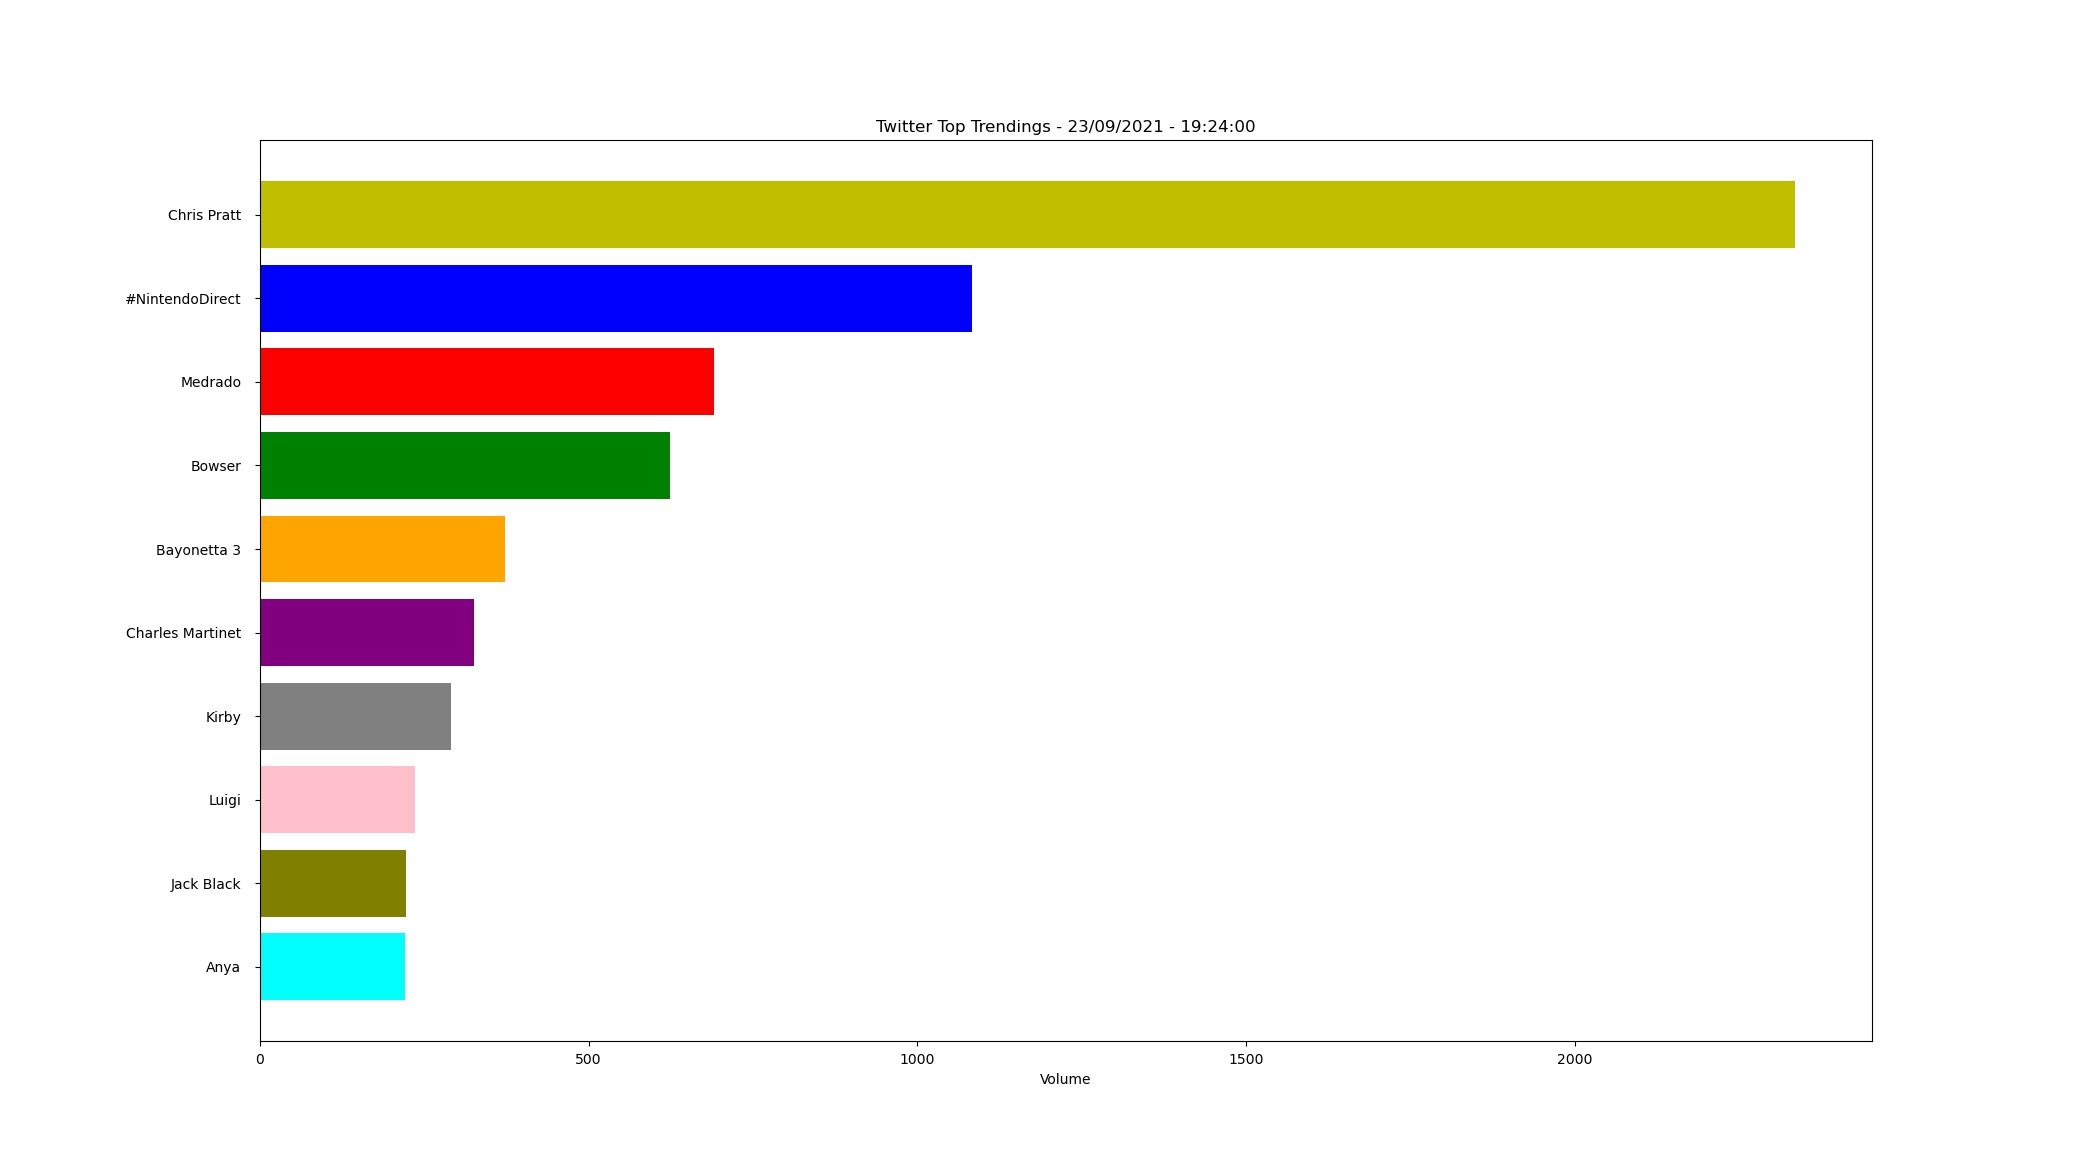 Twitter Top Trendings - 23/09/2021 - 19:24:00
Chris Pratt
#NintendoDirect
Medrado
Bowser
Bayonetta 3
Charles Martinet
Kirby
Luigi
Jack Black
Anya
0 500 1000 1500 2000
Volume